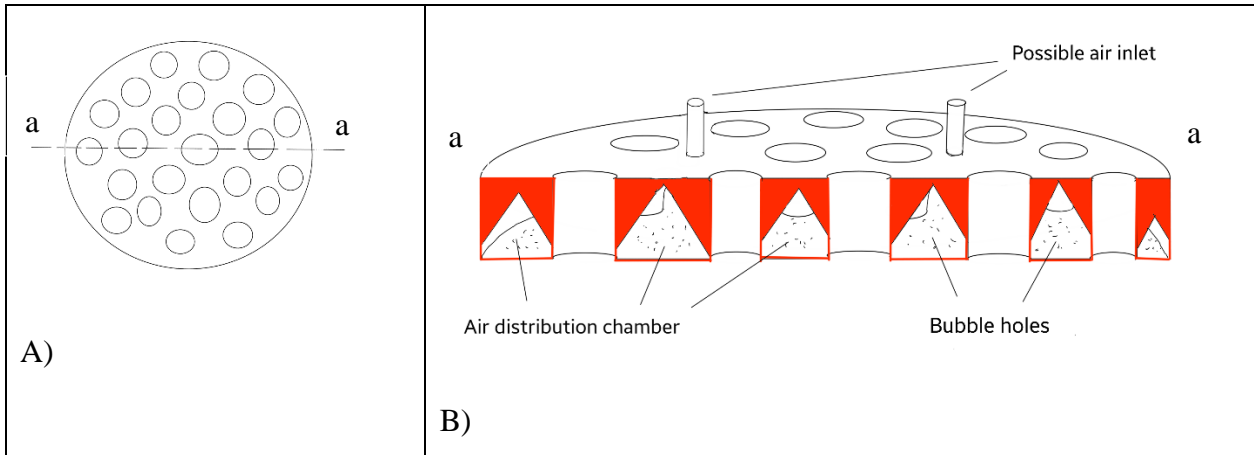 a
a
A)
Possible air inlet
a
a
Air distribution chamber
Bubble holes
B)